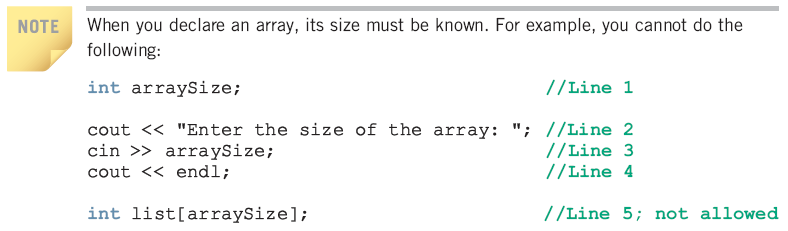 NOTE
When you declare an array, its size must be known. For example, you cannot do the
following:
int arraySize; //Line 1
cout << "Enter the size of the array: "; //Line 2
cin >> arraySize; //Line 3
cout << endl; //Line 4
int list[arraySize]; //Line 5; not allowed